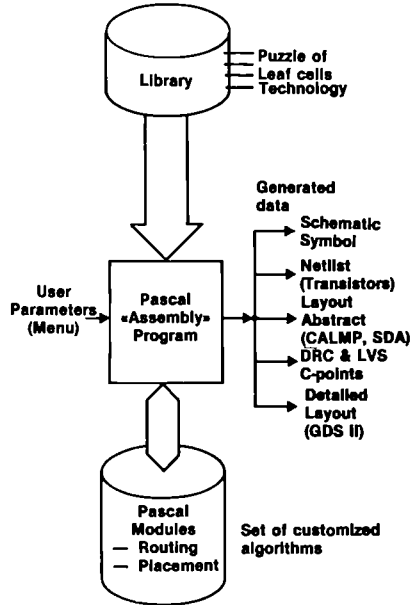 Library
Puzzle of
Leaf cells
Technology
Generated
data
Schematic
Symbol
Netlist
(Transistors)
Layout
Abstract
(CALMP, SDA)
DRC & LVS
C-points
Detailed
Layout
(GDS II)
User
Parameters
(Menu)
Pascal
«Assembly»
Program
Pascal
Modules
— Routing
— Placement
Set of customized
algorithms